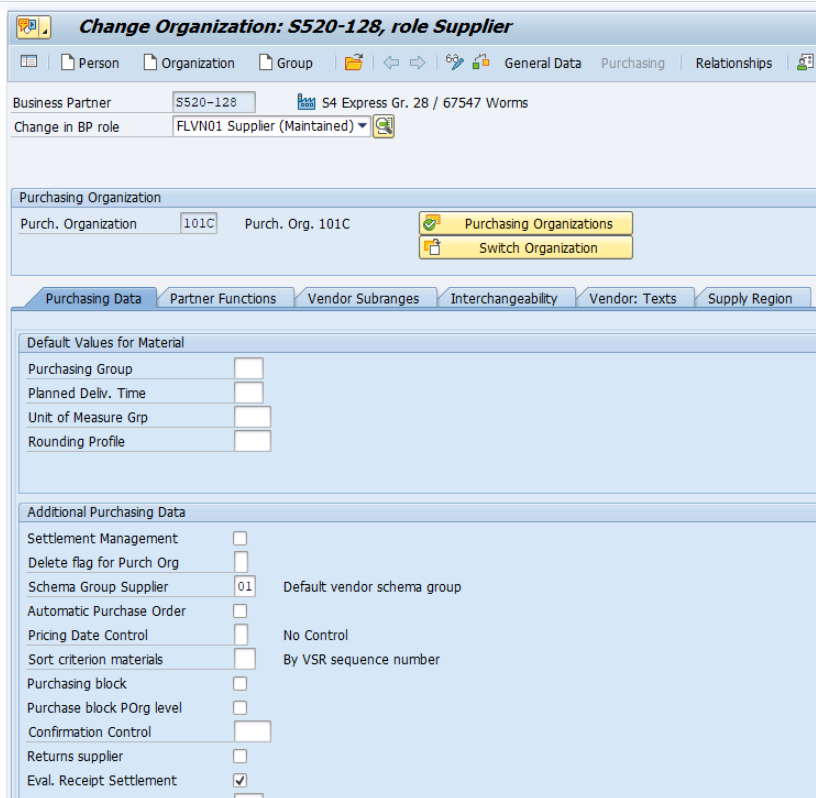 Change Organization: S520-128, role Supplier
Person Organization Group General Data Purchasing Relationships
Business Partner S520-128 S4 Express Gr. 28 / 67547 Worms
Change in BP role FLVN01 Supplier (Maintained)
Purchasing Organization
Purch. Organization 101C Purch. Org. 101C Purchasing Organizations
Switch Organization
Purchasing Data Partner Functions Vendor Subranges Interchangeability Vendor: Texts Supply Region
Default Values for Material
Purchasing Group
Planned Deliv. Time
Unit of Measure Grp
Rounding Profile
Additional Purchasing Data
Settlement Management
Delete flag for Purch Org
Schema Group Supplier 01 Default vendor schema group
Automatic Purchase Order
Pricing Date Control No Control
Sort criterion materials By VSR sequence number
Purchasing block
Purchase block POrg level
Confirmation Control
Returns supplier
Eval. Receipt Settlement